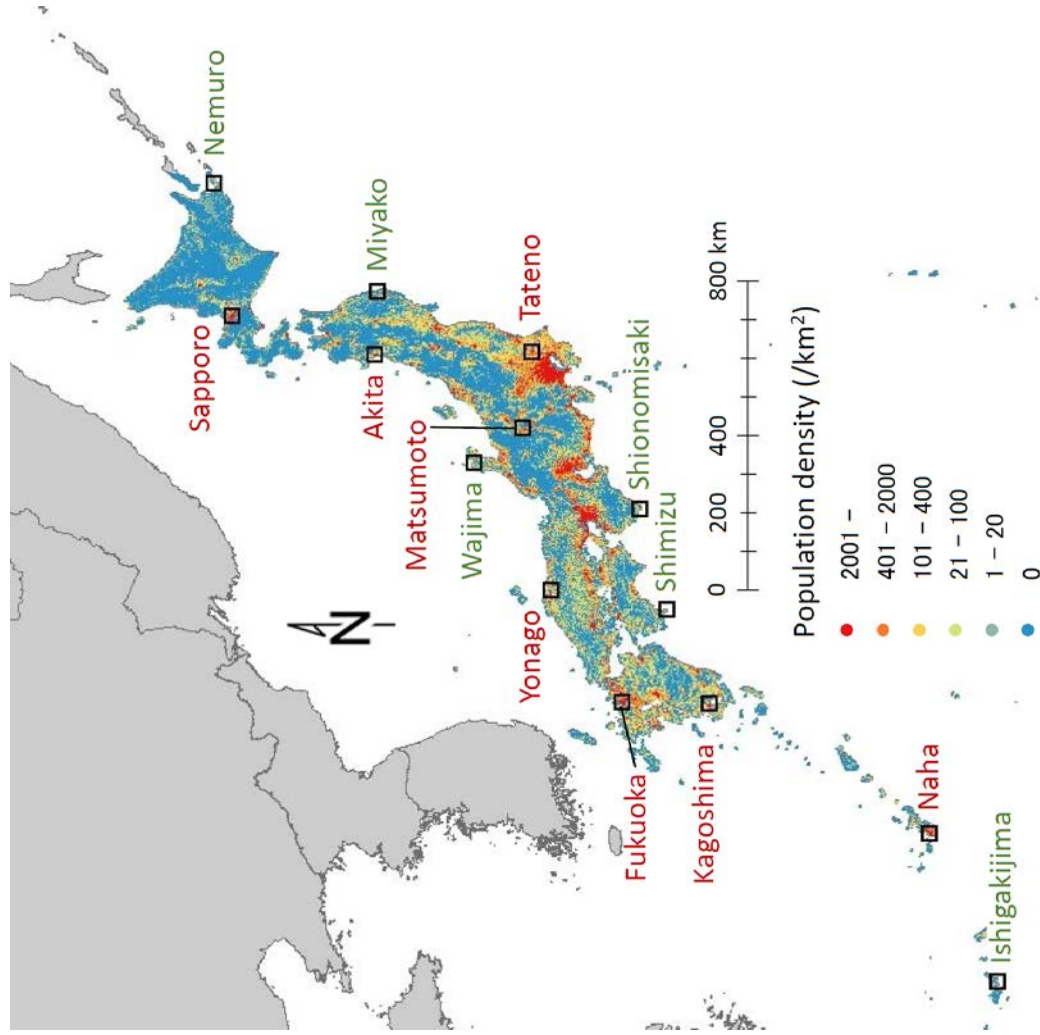 Nemuro
Sapporo
Miyako
Akita
Tateno
Matsumoto
Wajima
Shionomisaki
Shimizu
Yonago
Fukuoka
Kagoshima
Naha
Ishigakijima
N
0 200 400 800 km
Population density (/km²)
2001 –
401 – 2000
101 – 400
21 – 100
1 – 20
0